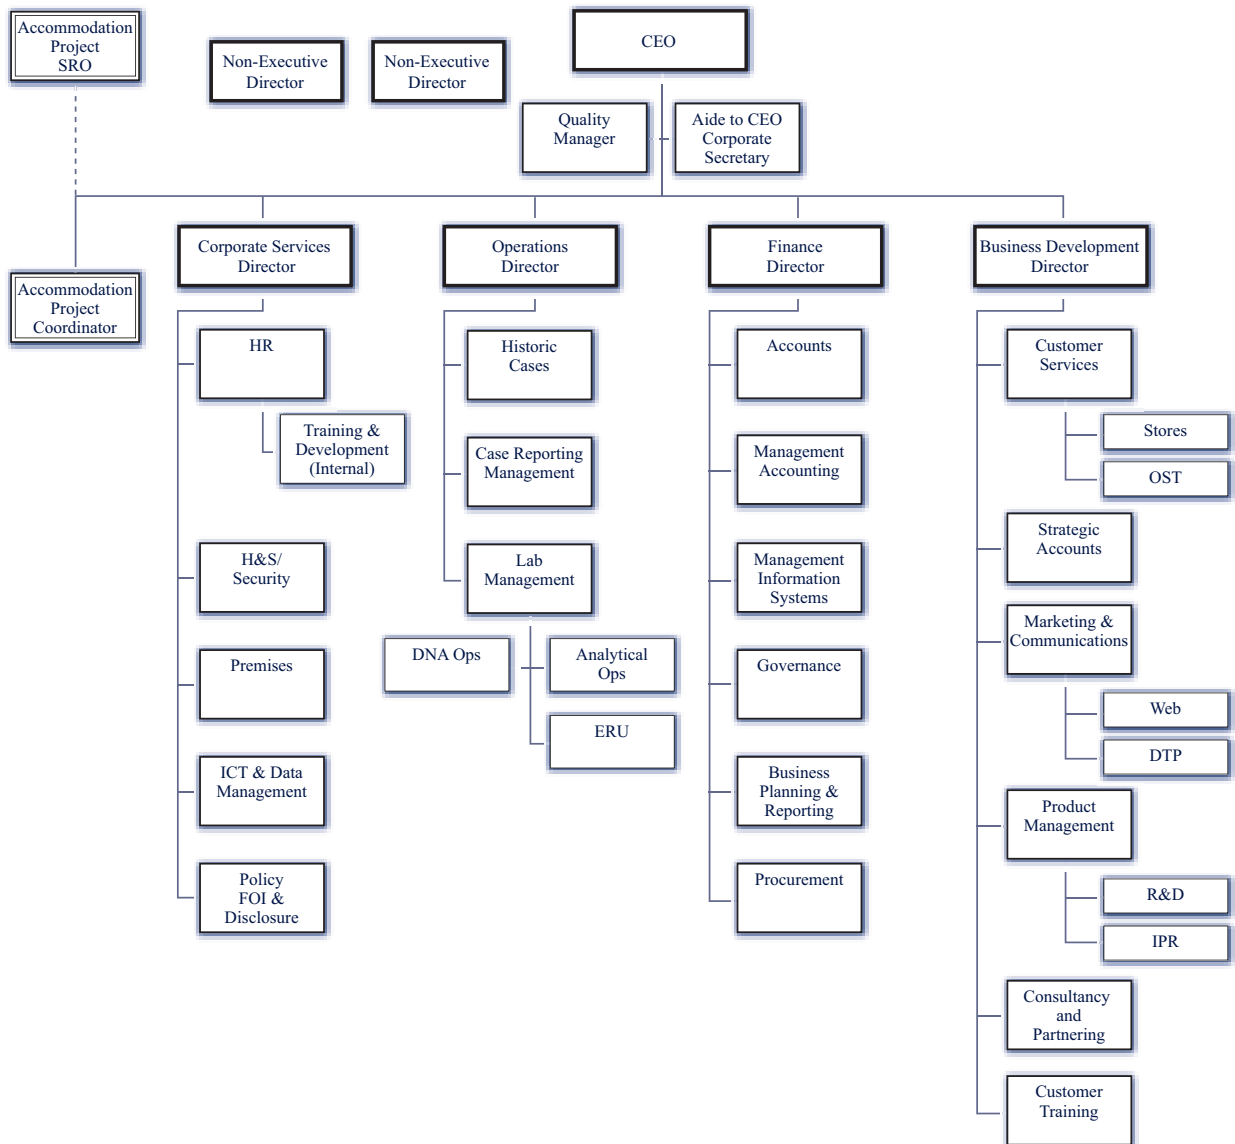 Accommodation
Project
SRO
Non-Executive
Director
Non-Executive
Director
CEO
Quality
Manager
Aide to CEO
Corporate
Secretary
Accommodation
Project
Coordinator
Corporate Services
Director
HR
Training &
Development
(Internal)
H&S/
Security
Premises
ICT & Data
Management
Policy
FOI &
Disclosure
Operations
Director
Historic
Cases
Case Reporting
Management
Lab
Management
DNA Ops
Analytical
Ops
ERU
Finance
Director
Accounts
Management
Accounting
Management
Information
Systems
Governance
Business
Planning &
Reporting
Procurement
Business Development
Director
Customer
Services
Stores
OST
Strategic
Accounts
Marketing &
Communications
Web
DTP
Product
Management
R&D
IPR
Consultancy
and
Partnering
Customer
Training